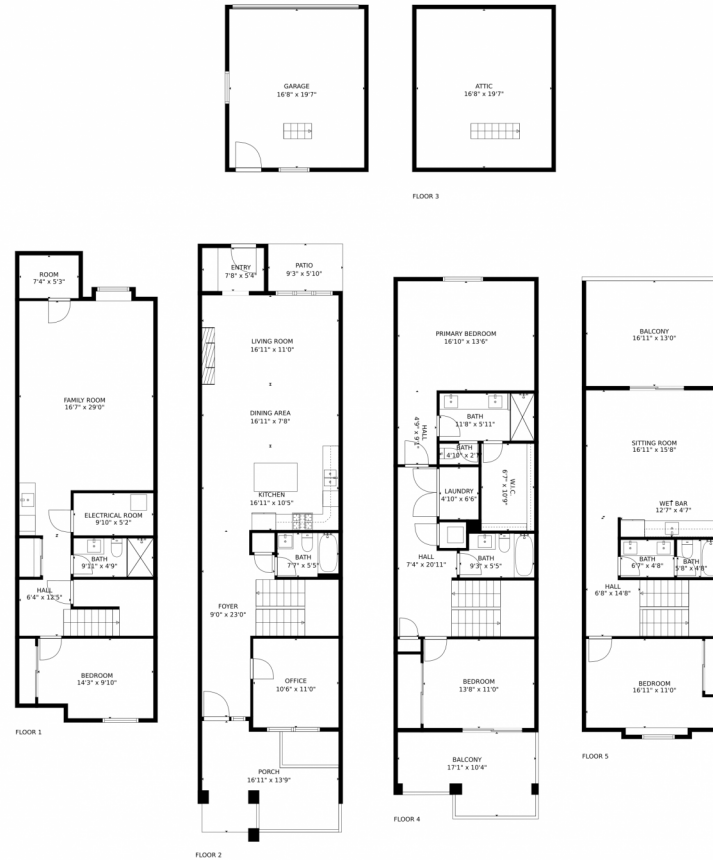 GARAGE
16'8" x 19'7"
ATTIC
16'8" x 19'7"
FLOOR 3
ROOM
7'4" x 5'3"
FAMILY ROOM
16'7" x 29'0"
ELECTRICAL ROOM
9'10" x 5'2"
BATH
9'11" x 4'9"
HALL
6'4" x 12'5"
BEDROOM
14'3" x 9'10"
FLOOR 1
ENTRY
7'8" x 5'4"
PATIO
9'3" x 5'10"
LIVING ROOM
16'11" x 11'0"
DINING AREA
16'11" x 7'8"
KITCHEN
16'11" x 10'5"
BATH
7'7" x 5'5"
FOYER
9'0" x 23'0"
OFFICE
10'6" x 11'0"
PORCH
16'11" x 13'9"
FLOOR 2
PRIMARY BEDROOM
16'10" x 13'6"
HALL
BATH
11'8" x 5'11"
BATH
LAUNDRY
4'10" x 6'6"
W.I.C.
6'7" x 10'9"
HALL
7'4" x 20'11"
BATH
9'3" x 5'5"
BEDROOM
13'8" x 11'0"
BALCONY
17'1" x 10'4"
FLOOR 4
BALCONY
16'11" x 13'0"
SITTING ROOM
16'11" x 15'8"
WET BAR
12'7" x 4'7"
BATH
6'7" x 4'8"
BATH
5'8" x 4'8"
HALL
6'8" x 14'8"
BEDROOM
16'11" x 11'0"
FLOOR 5